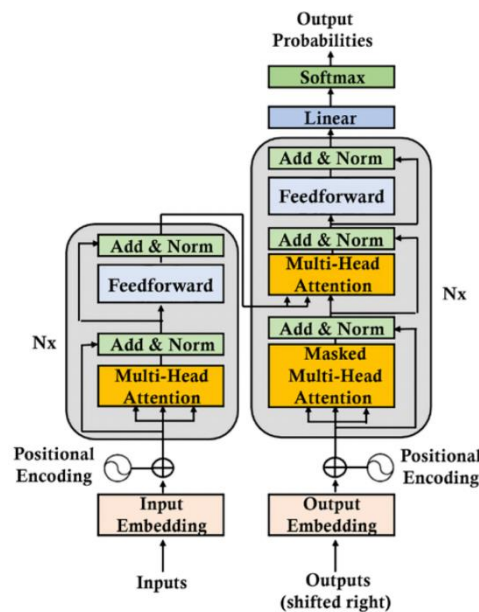 Output
Probabilities
Softmax
Linear
Add & Norm
Feedforward
Add & Norm
Multi-Head
Attention
Nx
Add & Norm
Masked
Multi-Head
Attention
Positional
Encoding
Output
Embedding
Outputs
(shifted right)
Add & Norm
Feedforward
Nx
Add & Norm
Multi-Head
Attention
Positional
Encoding
Input
Embedding
Inputs